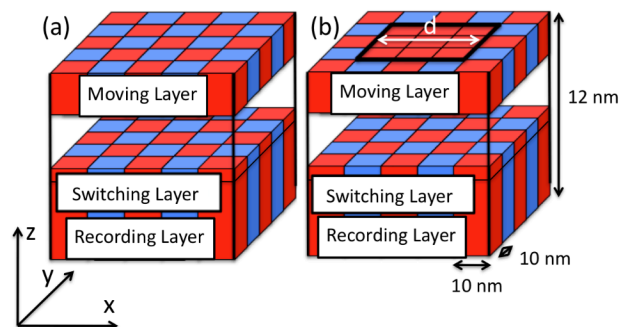 (a)
Moving Layer
Switching Layer
Recording Layer
z
y
x
(b)
d
Moving Layer
12 nm
Switching Layer
Recording Layer
10 nm
10 nm